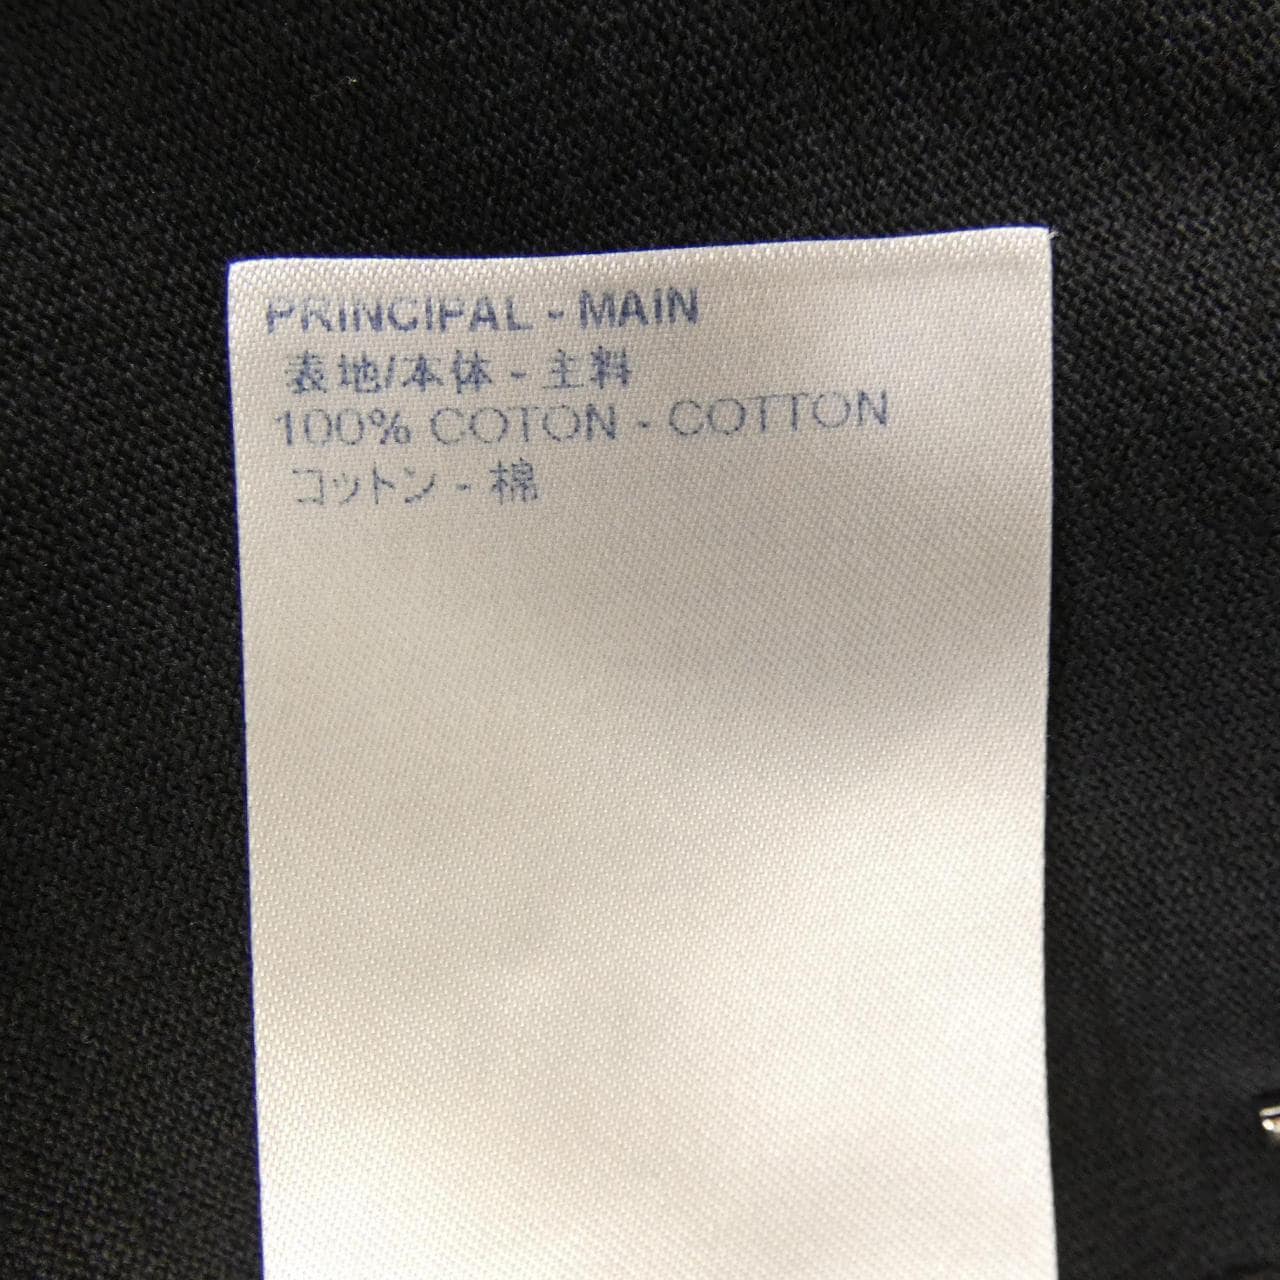 PRINCIPAL - MAIN
表地/本体 - 主料
100% COTON - COTTON
コットン - 棉